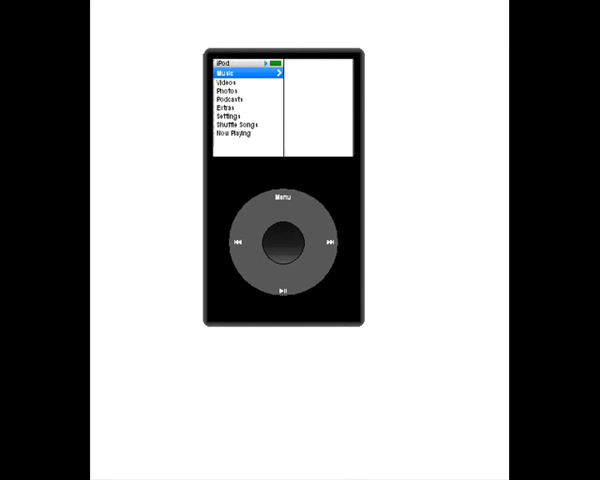 iPod
Music
Videos
Photos
Podcasts
Extras
Settings
Shuffle Songs
Now Playing
Menu